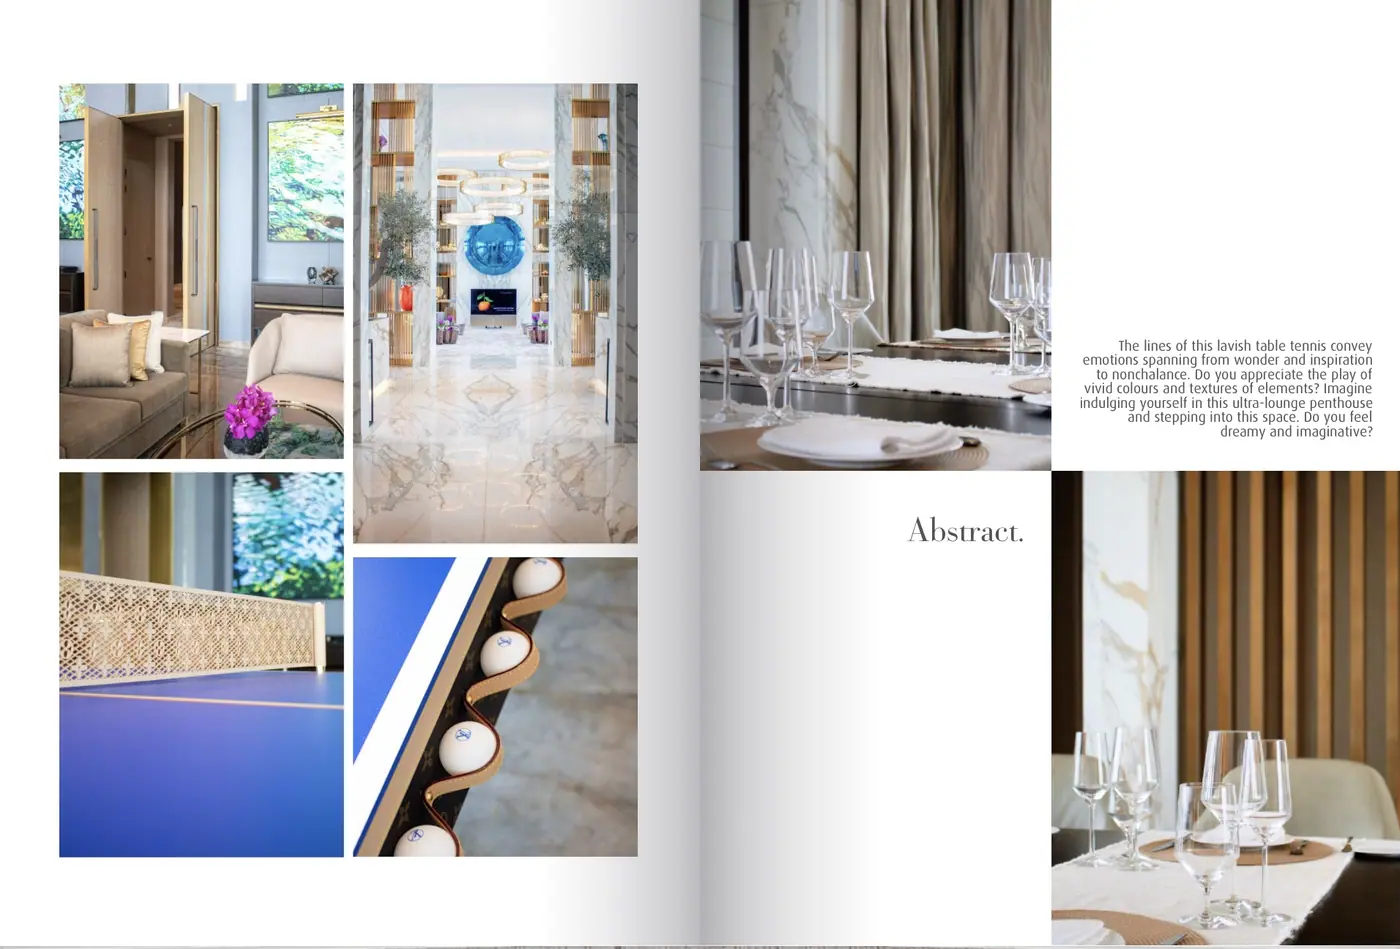 The lines of this lavish table tennis convey
emotions spanning from wonder and inspiration
to nonchalance. Do you appreciate the play of
vivid colours and textures of elements? Imagine
indulging yourself in this ultra-lounge penthouse
and stepping into this space. Do you feel
dreamy and imaginative?
Abstract.